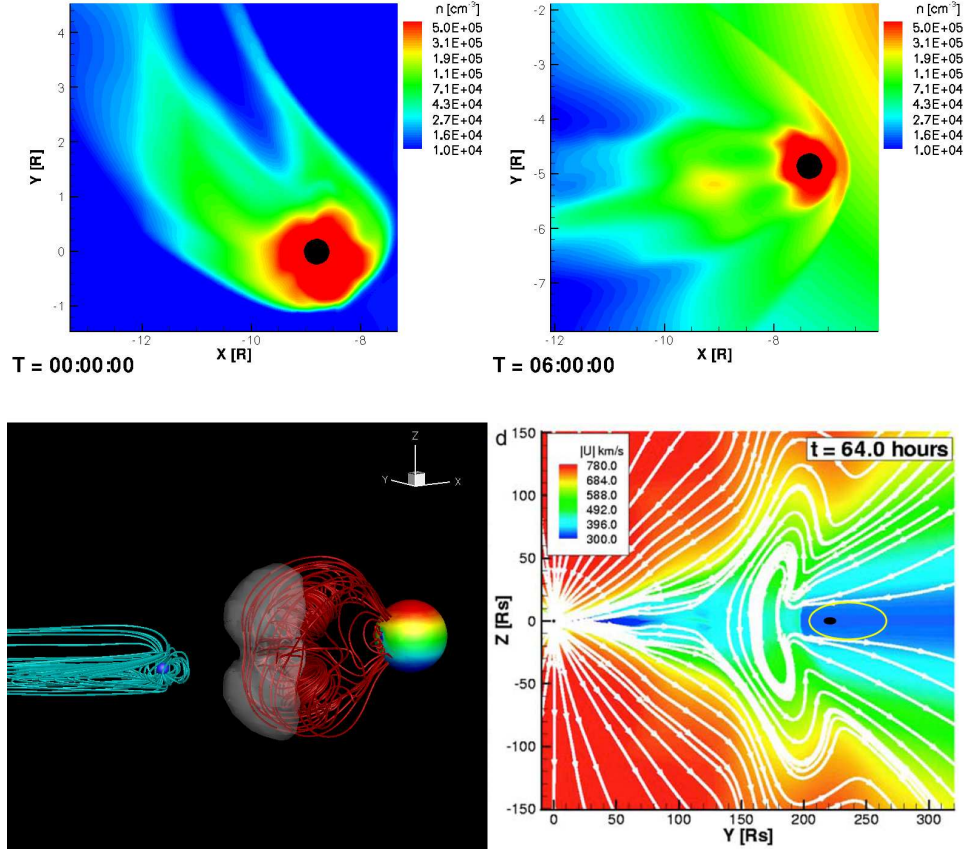 n [cm⁻³]
5.0E+05
3.1E+05
1.9E+05
1.1E+05
7.1E+04
4.3E+04
2.7E+04
1.6E+04
1.0E+04
Y [R]
4
3
2
1
0
-1
-12
-10
-8
X [R]
T = 00:00:00
n [cm⁻³]
5.0E+05
3.1E+05
1.9E+05
1.1E+05
7.1E+04
4.3E+04
2.7E+04
1.6E+04
1.0E+04
Y [R]
-2
-3
-4
-5
-6
-7
-12
-10
-8
X [R]
T = 06:00:00
Z
Y
X
d
|U| km/s
780.0
684.0
588.0
492.0
396.0
300.0
t = 64.0 hours
Z [Rs]
150
100
50
0
-50
-100
-150
0
50
100
150
200
250
300
Y [Rs]